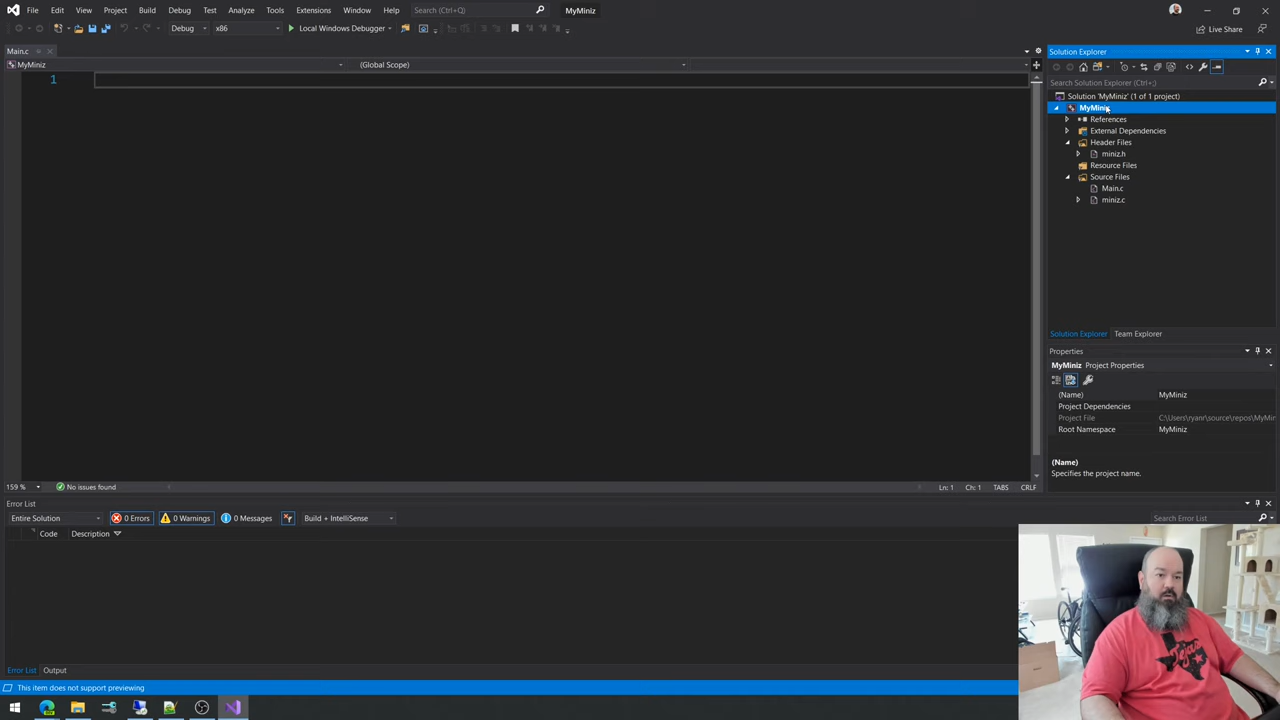 File Edit View Project Build Debug Test Analyze Tools Extensions Window Help Search (Ctrl+Q) MyMiniz
Debug x86 Local Windows Debugger Live Share
Main.c
MyMiniz (Global Scope)
1
Solution Explorer
Search Solution Explorer (Ctrl+;)
Solution 'MyMiniz' (1 of 1 project)
MyMiniz
References
External Dependencies
Header Files
miniz.h
Resource Files
Source Files
Main.c
miniz.c
Solution Explorer Team Explorer
Properties
MyMiniz Project Properties
(Name) MyMiniz
Project Dependencies
Project File C:\Users\ryanr\source\repos\MyMin
Root Namespace MyMiniz
(Name)
Specifies the project name.
159 % No issues found Ln: 1 Ch: 1 TABS CRLF
Error List
Entire Solution 0 Errors 0 Warnings 0 Messages Build + IntelliSense Search Error List
Code Description
Error List Output
This item does not support previewing